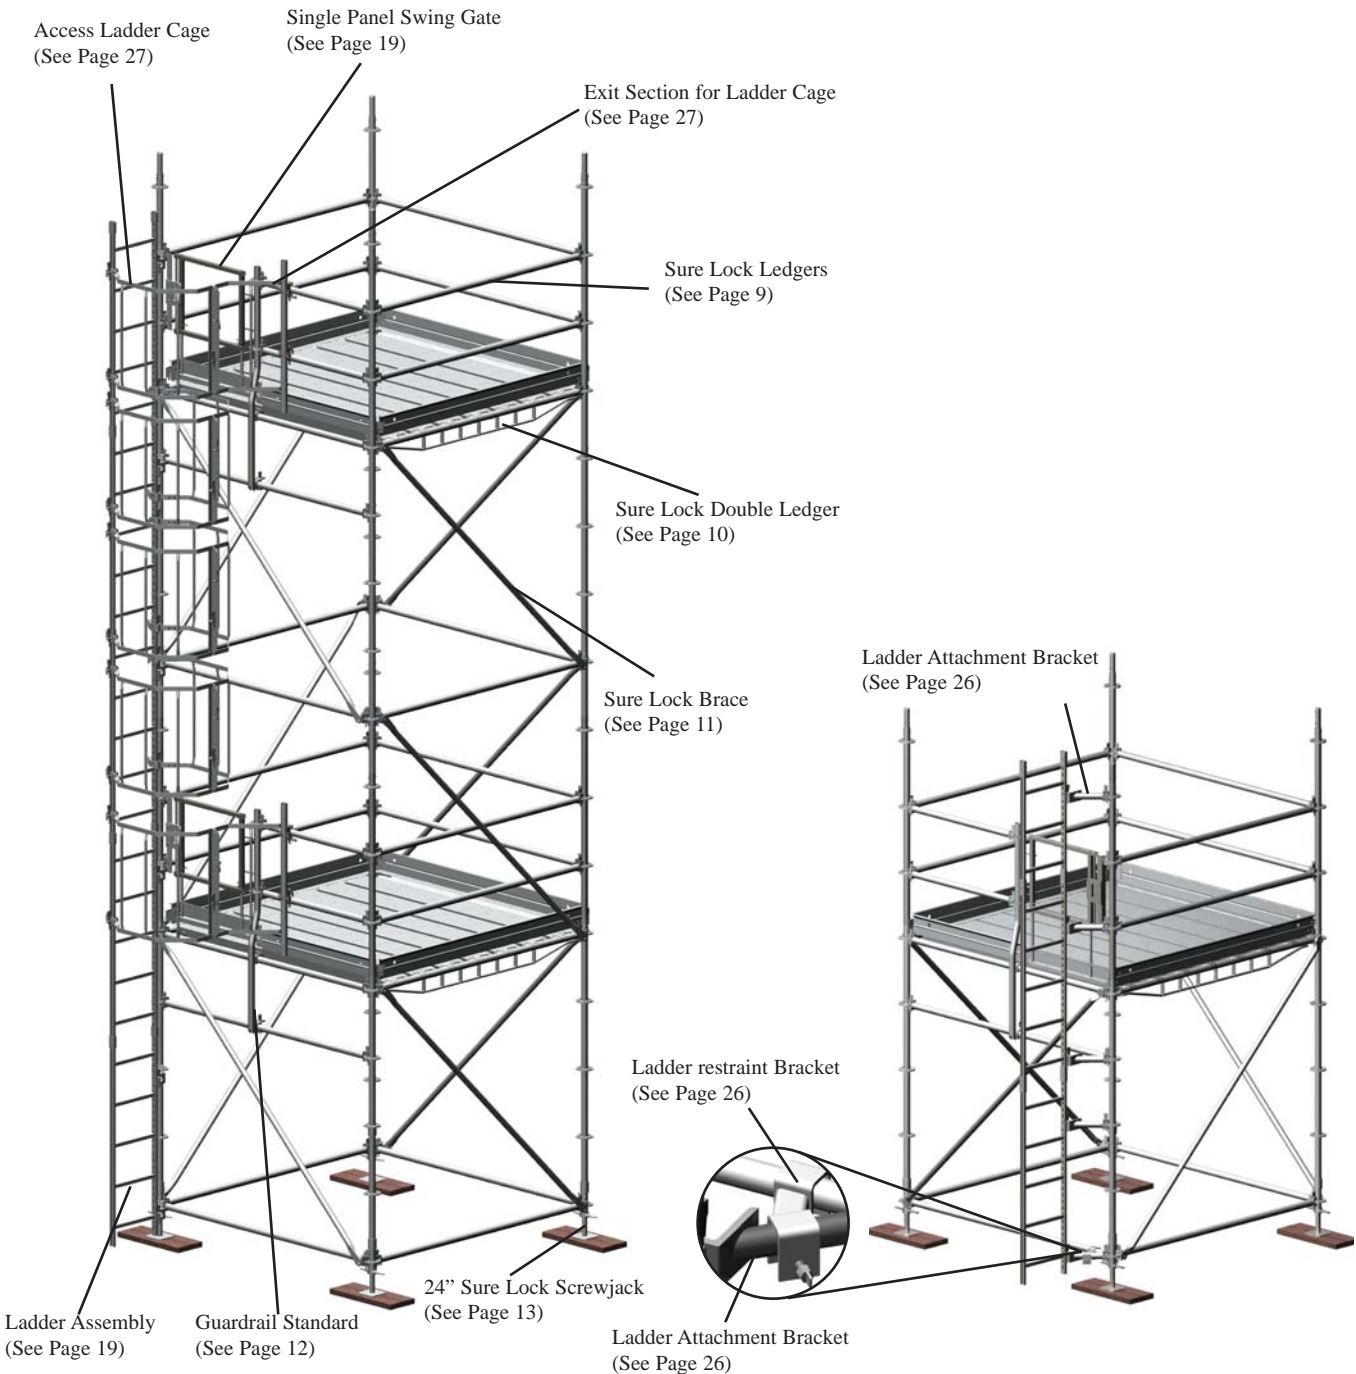 Single Panel Swing Gate
(See Page 19)
Access Ladder Cage
(See Page 27)
Exit Section for Ladder Cage
(See Page 27)
Sure Lock Ledgers
(See Page 9)
Sure Lock Double Ledger
(See Page 10)
Sure Lock Brace
(See Page 11)
Ladder Attachment Bracket
(See Page 26)
Ladder restraint Bracket
(See Page 26)
24” Sure Lock Screwjack
(See Page 13)
Ladder Assembly
(See Page 19)
Guardrail Standard
(See Page 12)
Ladder Attachment Bracket
(See Page 26)